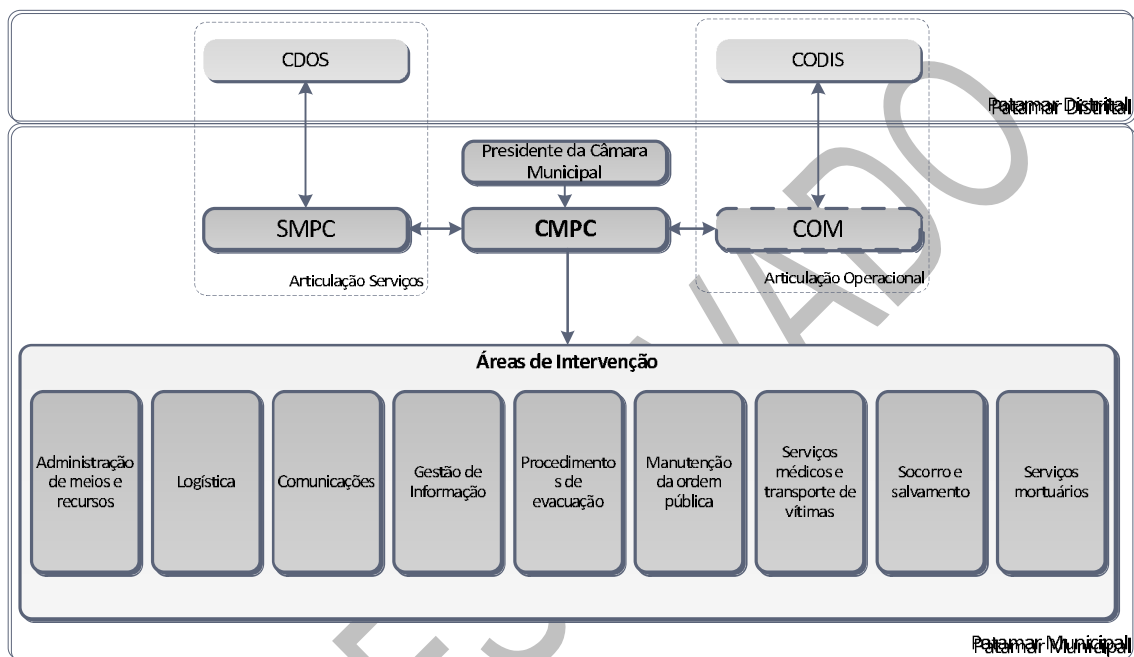 CDOS
CODIS
Patamar Distrital
Presidente da Câmara
Municipal
SMPC
CMPC
COM
Articulação Serviços
Articulação Operacional
Áreas de Intervenção
Administração
de meios e
recursos
Logística
Comunicações
Gestão de
Informação
Procedimento
s de
evacuação
Manutenção
da ordem
pública
Serviços
médicos e
transporte de
vítimas
Socorro e
salvamento
Serviços
mortuários
Patamar Municipal